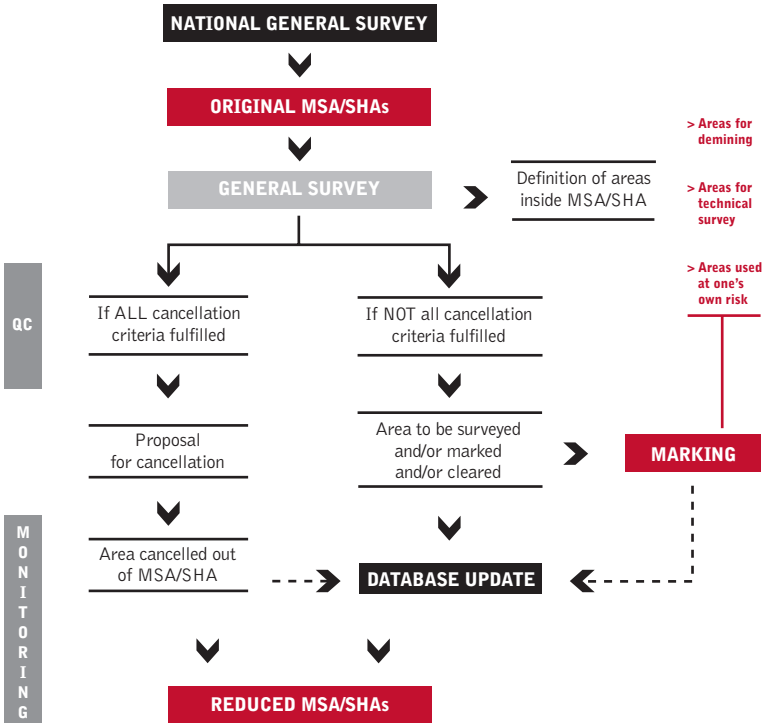 NATIONAL GENERAL SURVEY
ORIGINAL MSA/SHAs
> Areas for
demining
GENERAL SURVEY
Definition of areas
inside MSA/SHA
> Areas for
technical
survey
> Areas used
at one's
own risk
QC
If ALL cancellation
criteria fulfilled
If NOT all cancellation
criteria fulfilled
Proposal
for cancellation
Area to be surveyed
and/or marked
and/or cleared
MARKING
MONITORING
Area cancelled out
of MSA/SHA
DATABASE UPDATE
REDUCED MSA/SHAs